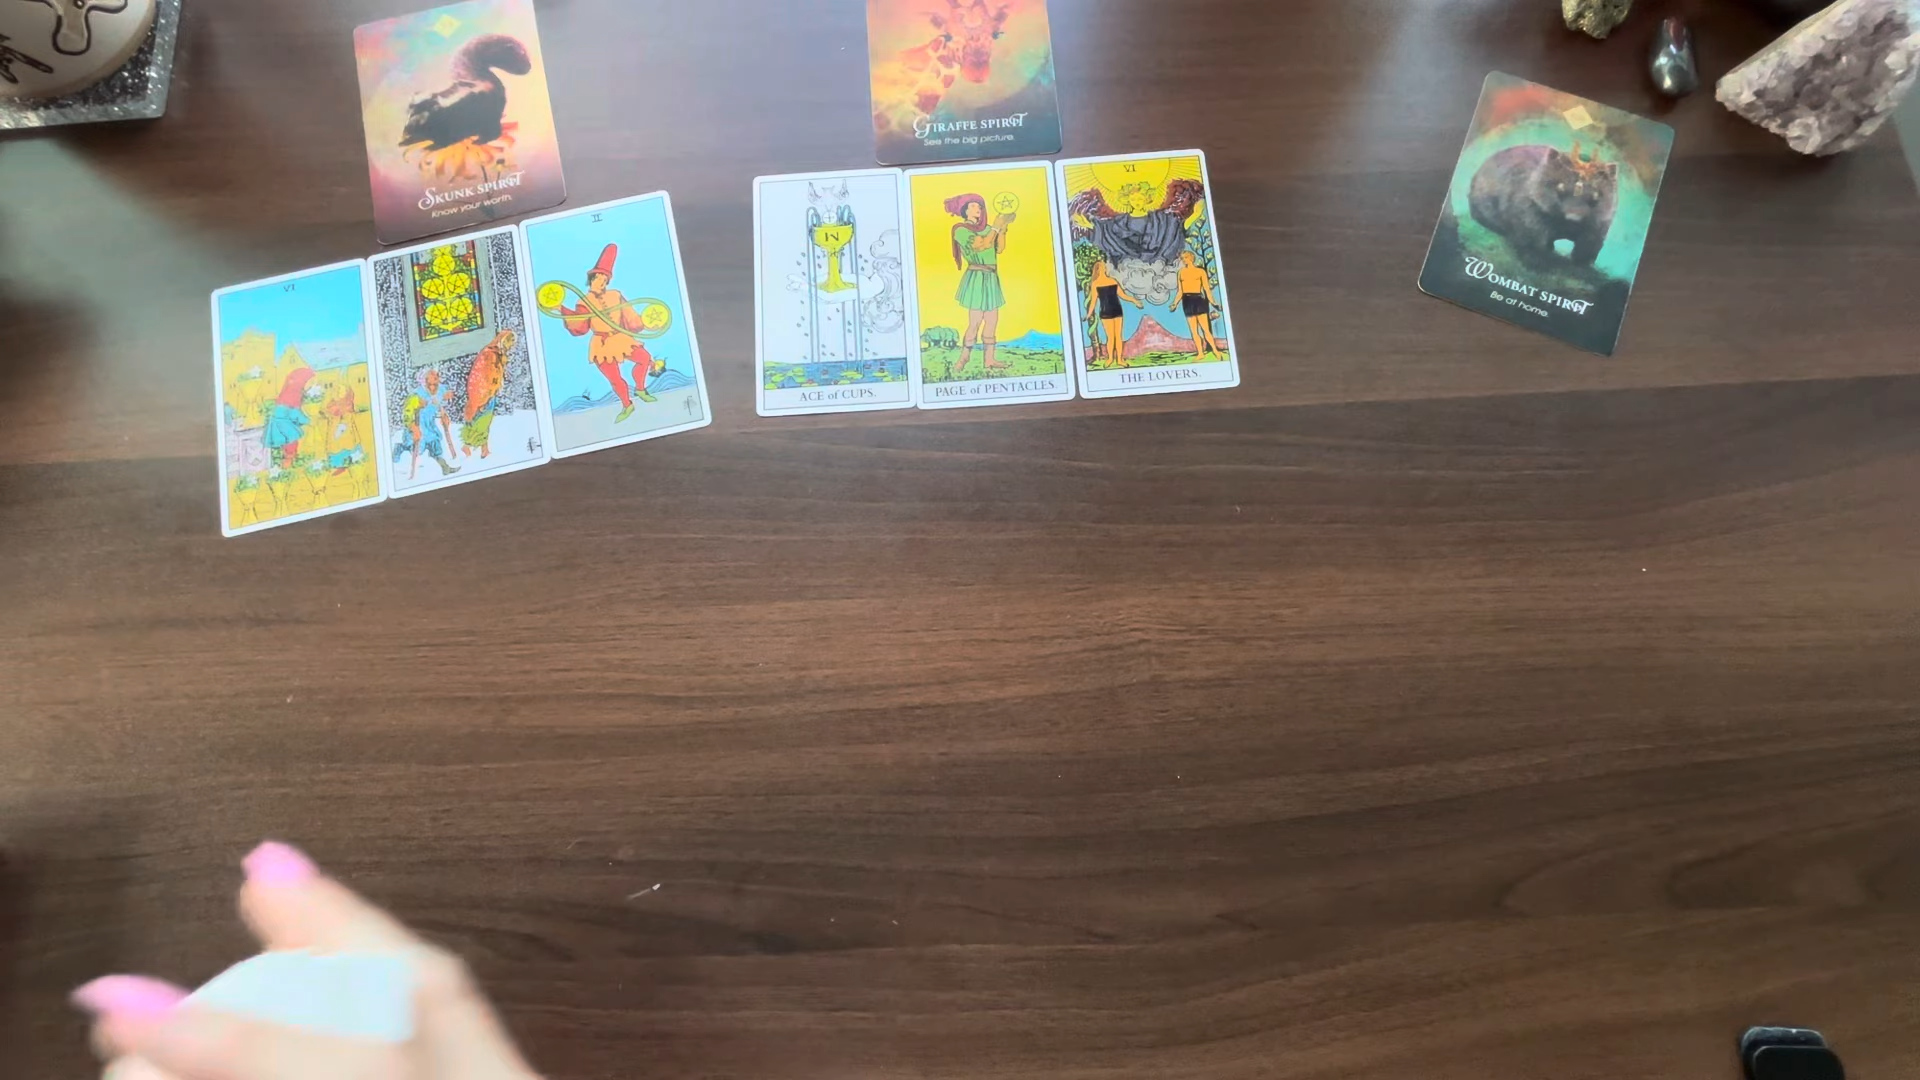 SKUNK SPIRIT
Know your worth.
GIRAFFE SPIRIT
See the big picture.
WOMBAT SPIRIT
Be at home.
VI
II
ACE of CUPS.
PAGE of PENTACLES.
VI
THE LOVERS.